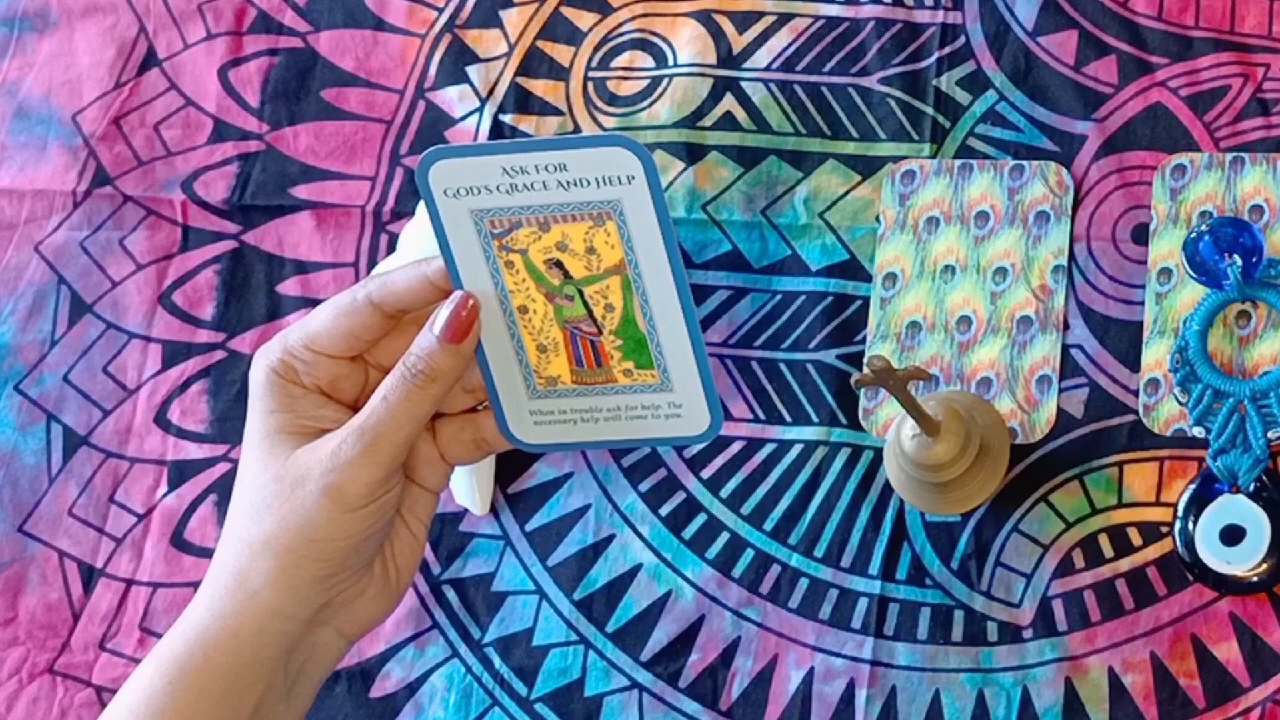 ASK FOR
GOD'S GRACE AND HELP
When in trouble ask for help. The
necessary help will come to you.